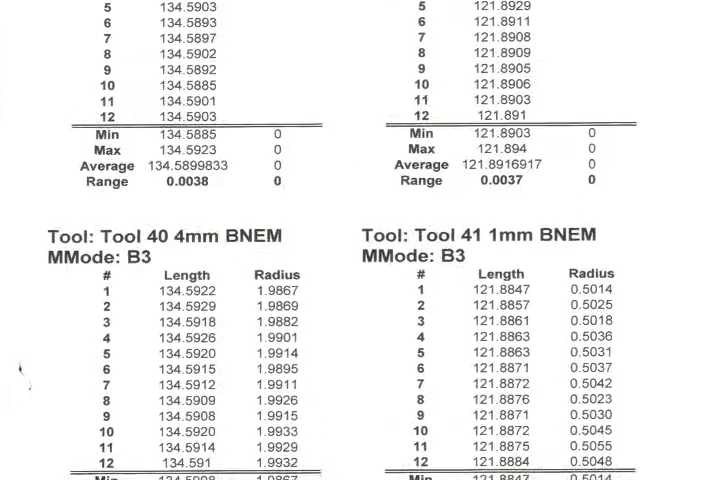 5 134.5903
6 134.5893
7 134.5897
8 134.5902
9 134.5892
10 134.5885
11 134.5901
12 134.5903
Min 134.5885 0
Max 134.5923 0
Average 134.5899833 0
Range 0.0038 0
5 121.8929
6 121.8911
7 121.8908
8 121.8909
9 121.8905
10 121.8906
11 121.8903
12 121.891
Min 121.8903 0
Max 121.894 0
Average 121.8916917 0
Range 0.0037 0
Tool: Tool 40 4mm BNEM
MMode: B3
# Length Radius
1 134.5922 1.9867
2 134.5929 1.9869
3 134.5918 1.9882
4 134.5926 1.9901
5 134.5920 1.9914
6 134.5915 1.9895
7 134.5912 1.9911
8 134.5909 1.9926
9 134.5908 1.9915
10 134.5920 1.9933
11 134.5914 1.9929
12 134.591 1.9932
Min 134.5908 1.9867
Tool: Tool 41 1mm BNEM
MMode: B3
# Length Radius
1 121.8847 0.5014
2 121.8857 0.5025
3 121.8861 0.5018
4 121.8863 0.5036
5 121.8863 0.5031
6 121.8871 0.5037
7 121.8872 0.5042
8 121.8876 0.5023
9 121.8871 0.5030
10 121.8872 0.5045
11 121.8875 0.5055
12 121.8884 0.5048
Min 121.8847 0.5014